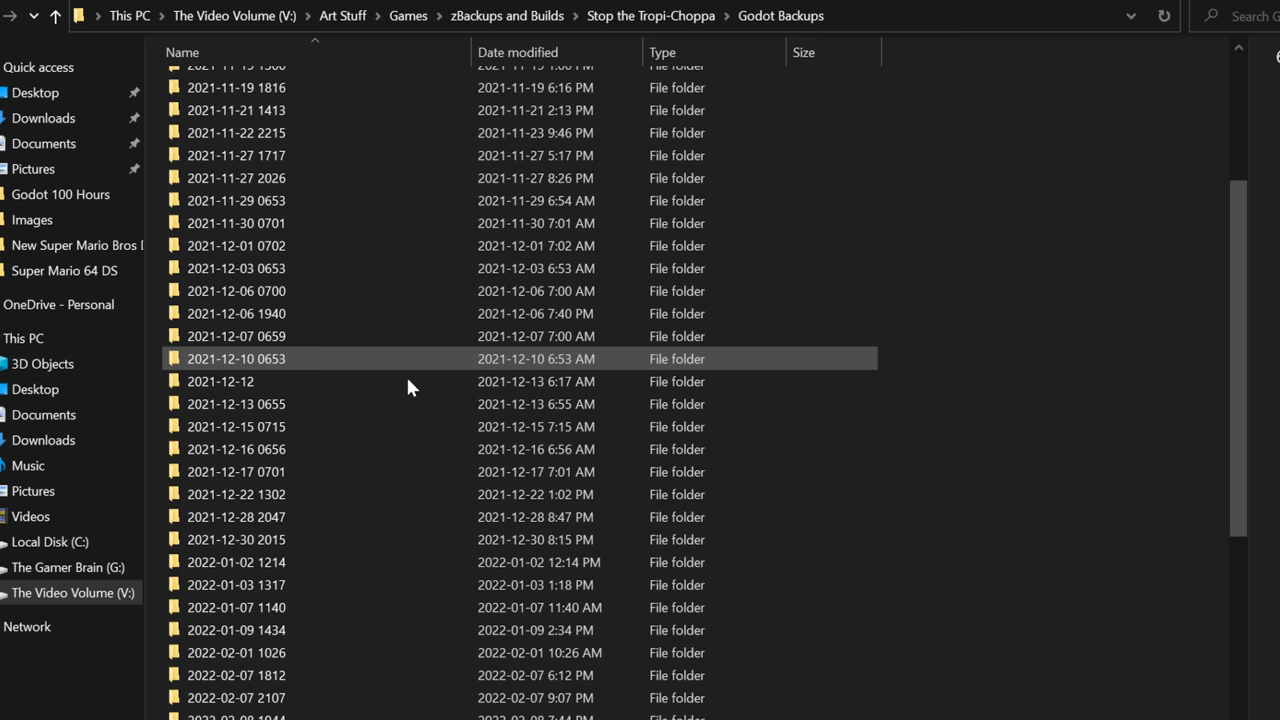 This PC > The Video Volume (V:) > Art Stuff > Games > zBackups and Builds > Stop the Tropi-Choppa > Godot Backups
Search G
Name Date modified Type Size
Quick access
Desktop
Downloads
Documents
Pictures
Godot 100 Hours
Images
New Super Mario Bros
Super Mario 64 DS
OneDrive - Personal
This PC
3D Objects
Desktop
Documents
Downloads
Music
Pictures
Videos
Local Disk (C:)
The Gamer Brain (G:)
The Video Volume (V:)
Network
2021-11-19 1816 2021-11-19 6:16 PM File folder
2021-11-21 1413 2021-11-21 2:13 PM File folder
2021-11-22 2215 2021-11-23 9:46 PM File folder
2021-11-27 1717 2021-11-27 5:17 PM File folder
2021-11-27 2026 2021-11-27 8:26 PM File folder
2021-11-29 0653 2021-11-29 6:54 AM File folder
2021-11-30 0701 2021-11-30 7:01 AM File folder
2021-12-01 0702 2021-12-01 7:02 AM File folder
2021-12-03 0653 2021-12-03 6:53 AM File folder
2021-12-06 0700 2021-12-06 7:00 AM File folder
2021-12-06 1940 2021-12-06 7:40 PM File folder
2021-12-07 0659 2021-12-07 7:00 AM File folder
2021-12-10 0653 2021-12-10 6:53 AM File folder
2021-12-12 2021-12-13 6:17 AM File folder
2021-12-13 0655 2021-12-13 6:55 AM File folder
2021-12-15 0715 2021-12-15 7:15 AM File folder
2021-12-16 0656 2021-12-16 6:56 AM File folder
2021-12-17 0701 2021-12-17 7:01 AM File folder
2021-12-22 1302 2021-12-22 1:02 PM File folder
2021-12-28 2047 2021-12-28 8:47 PM File folder
2021-12-30 2015 2021-12-30 8:15 PM File folder
2022-01-02 1214 2022-01-02 12:14 PM File folder
2022-01-03 1317 2022-01-03 1:18 PM File folder
2022-01-07 1140 2022-01-07 11:40 AM File folder
2022-01-09 1434 2022-01-09 2:34 PM File folder
2022-02-01 1026 2022-02-01 10:26 AM File folder
2022-02-07 1812 2022-02-07 6:12 PM File folder
2022-02-07 2107 2022-02-07 9:07 PM File folder